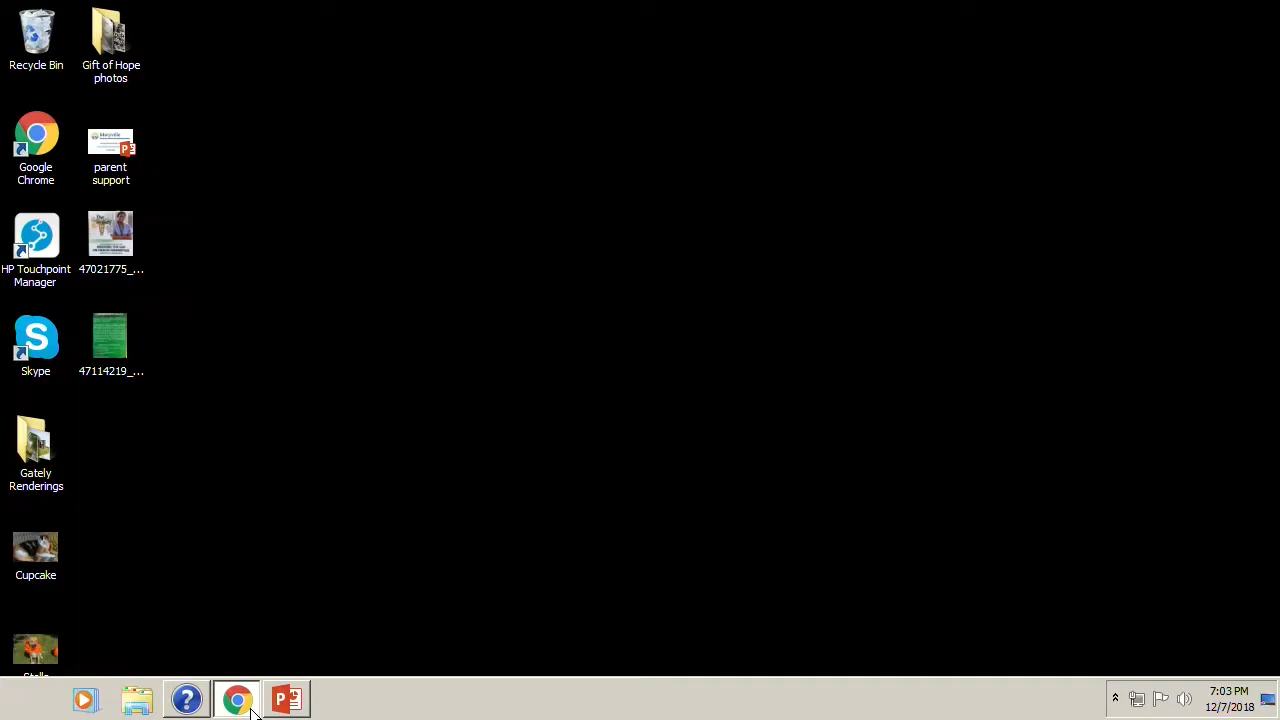 Recycle Bin
Gift of Hope
photos
Google
Chrome
parent
support
HP Touchpoint
Manager
47021775_...
Skype
47114219_...
Gately
Renderings
Cupcake
7:03 PM
12/7/2018